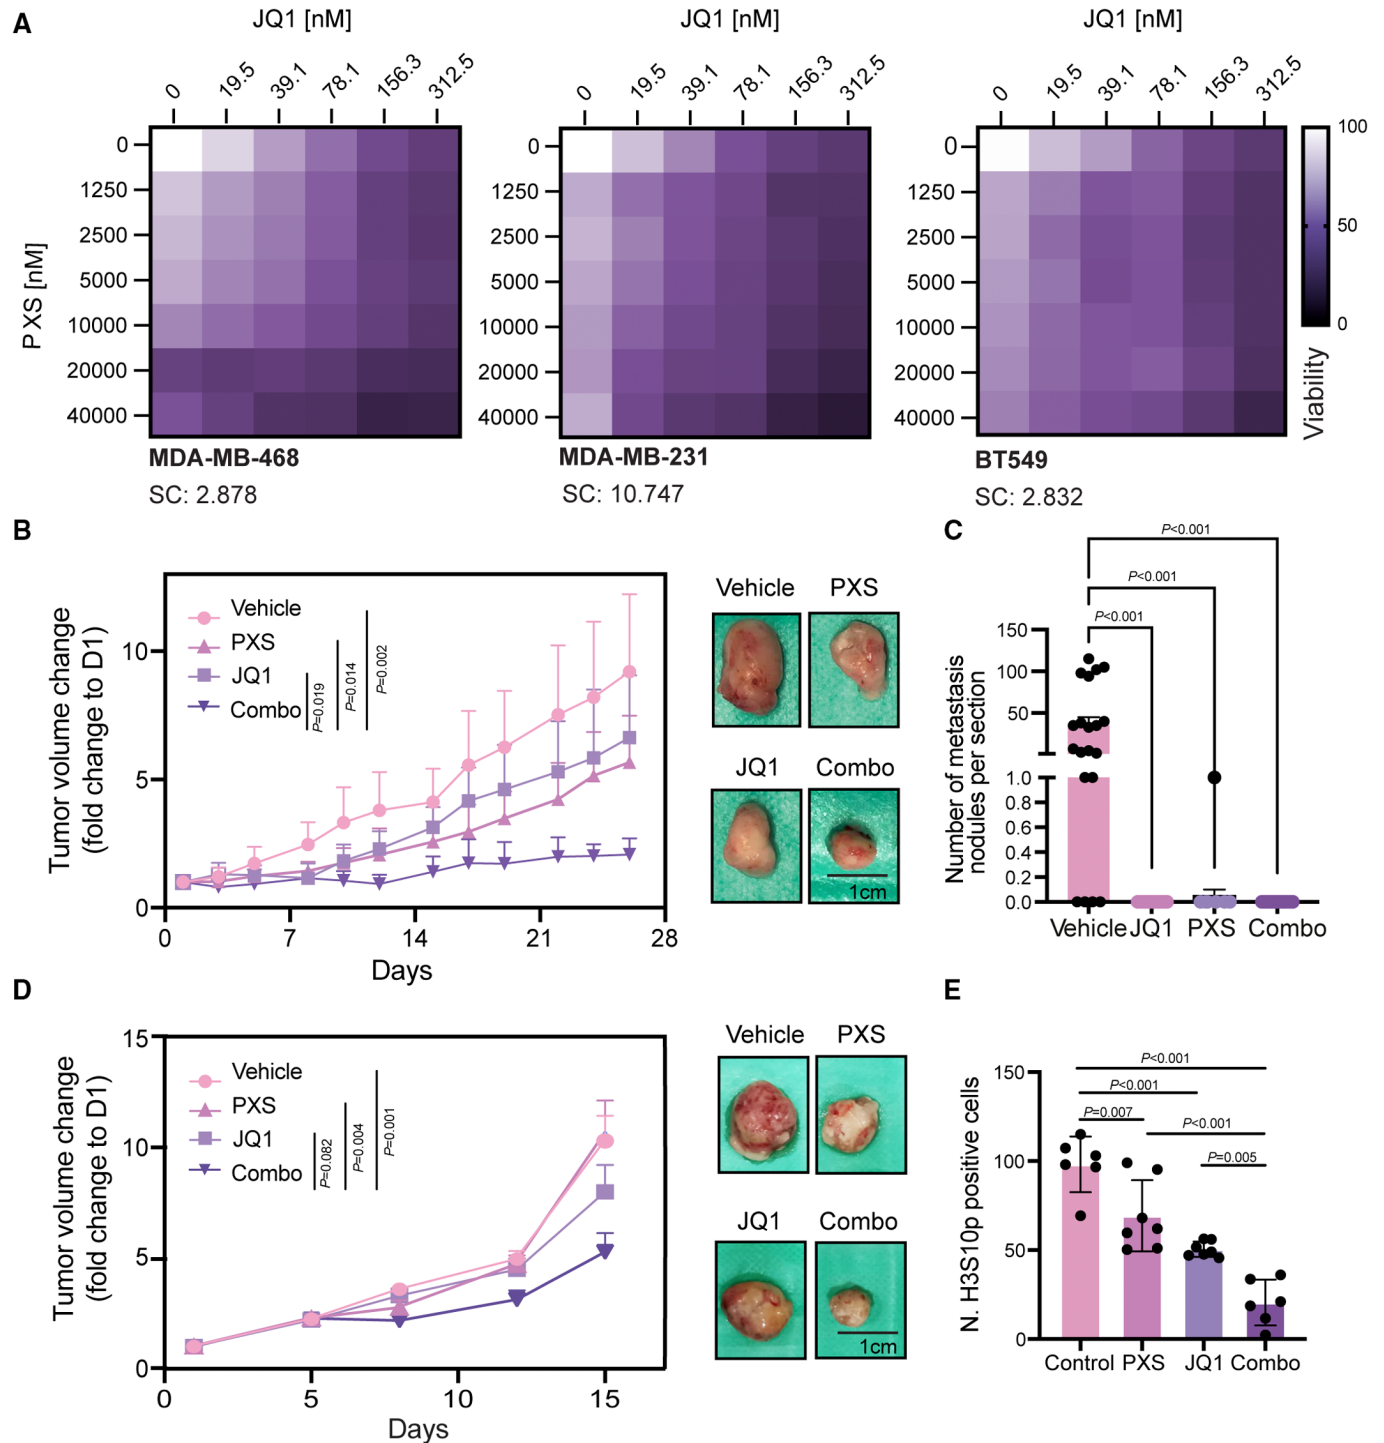 A
JQ1 [nM]
JQ1 [nM]
JQ1 [nM]
0 19.5 39.1 78.1 156.3 312.5
0 19.5 39.1 78.1 156.3 312.5
0 19.5 39.1 78.1 156.3 312.5
PXS [nM]
0
1250
2500
5000
10000
20000
40000
0
1250
2500
5000
10000
20000
40000
0
1250
2500
5000
10000
20000
40000
100
50
0
Viability
MDA-MB-468
SC: 2.878
MDA-MB-231
SC: 10.747
BT549
SC: 2.832
B
Tumor volume change
(fold change to D1)
10
5
0
Vehicle
PXS
JQ1
Combo
P=0.019
P=0.014
P=0.002
0 7 14 21 28
Days
Vehicle PXS
JQ1 Combo
1cm
C
P<0.001
P<0.001
P<0.001
Number of metastasis
nodules per section
150
100
50
1.0
0.8
0.6
0.4
0.2
0.0
Vehicle JQ1 PXS Combo
D
Tumor volume change
(fold change to D1)
15
10
5
0
Vehicle
PXS
JQ1
Combo
P=0.082
P=0.004
P=0.001
0 5 10 15
Days
Vehicle PXS
JQ1 Combo
1cm
E
N. H3S10p positive cells
150
100
50
0
P<0.001
P<0.001
P=0.007
P<0.001
P=0.005
Control PXS JQ1 Combo